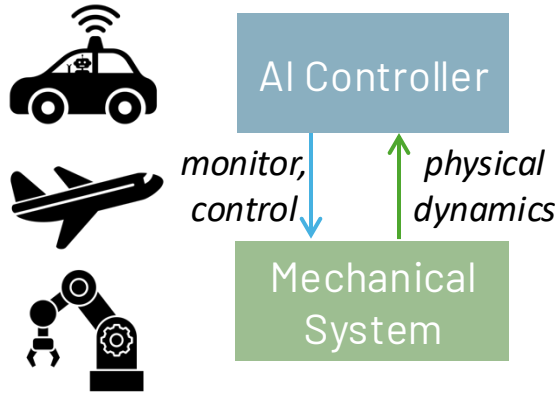 AI Controller
monitor,
control
physical
dynamics
Mechanical
System